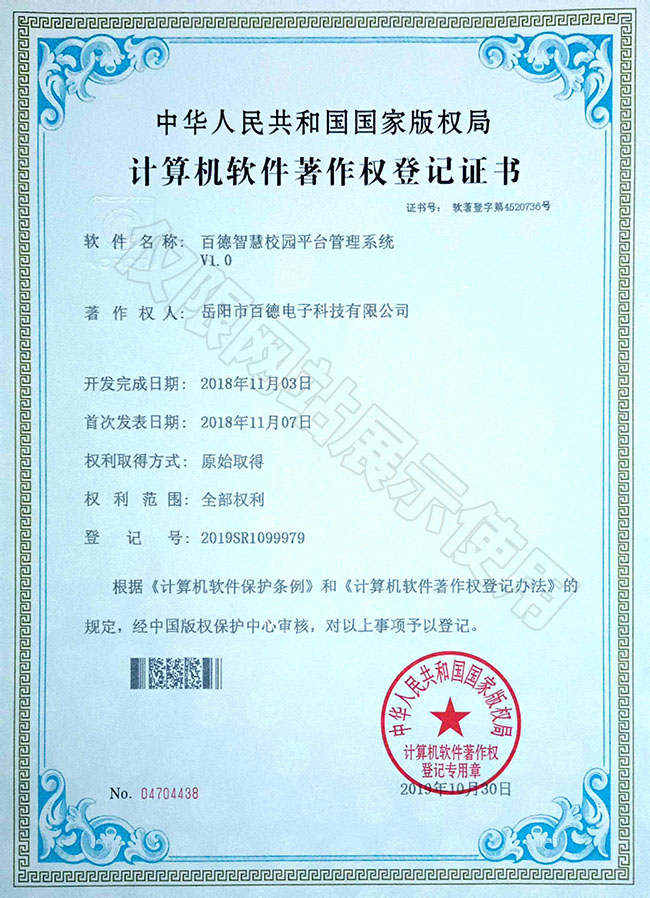 中华人民共和国国家版权局
计算机软件著作权登记证书
证书号： 软著登字第4520736号
软件名称： 百德智慧校园平台管理系统
V1.0
著作权人： 岳阳市百德电子科技有限公司
开发完成日期： 2018年11月03日
首次发表日期： 2018年11月07日
权利取得方式： 原始取得
权利范围： 全部权利
登记号： 2019SR1099979
根据《计算机软件保护条例》和《计算机软件著作权登记办法》的
规定，经中国版权保护中心审核，对以上事项予以登记。
中华人民共和国国家版权局
计算机软件著作权
登记专用章
No. 04704438
2019年10月30日
仅限网站展示使用